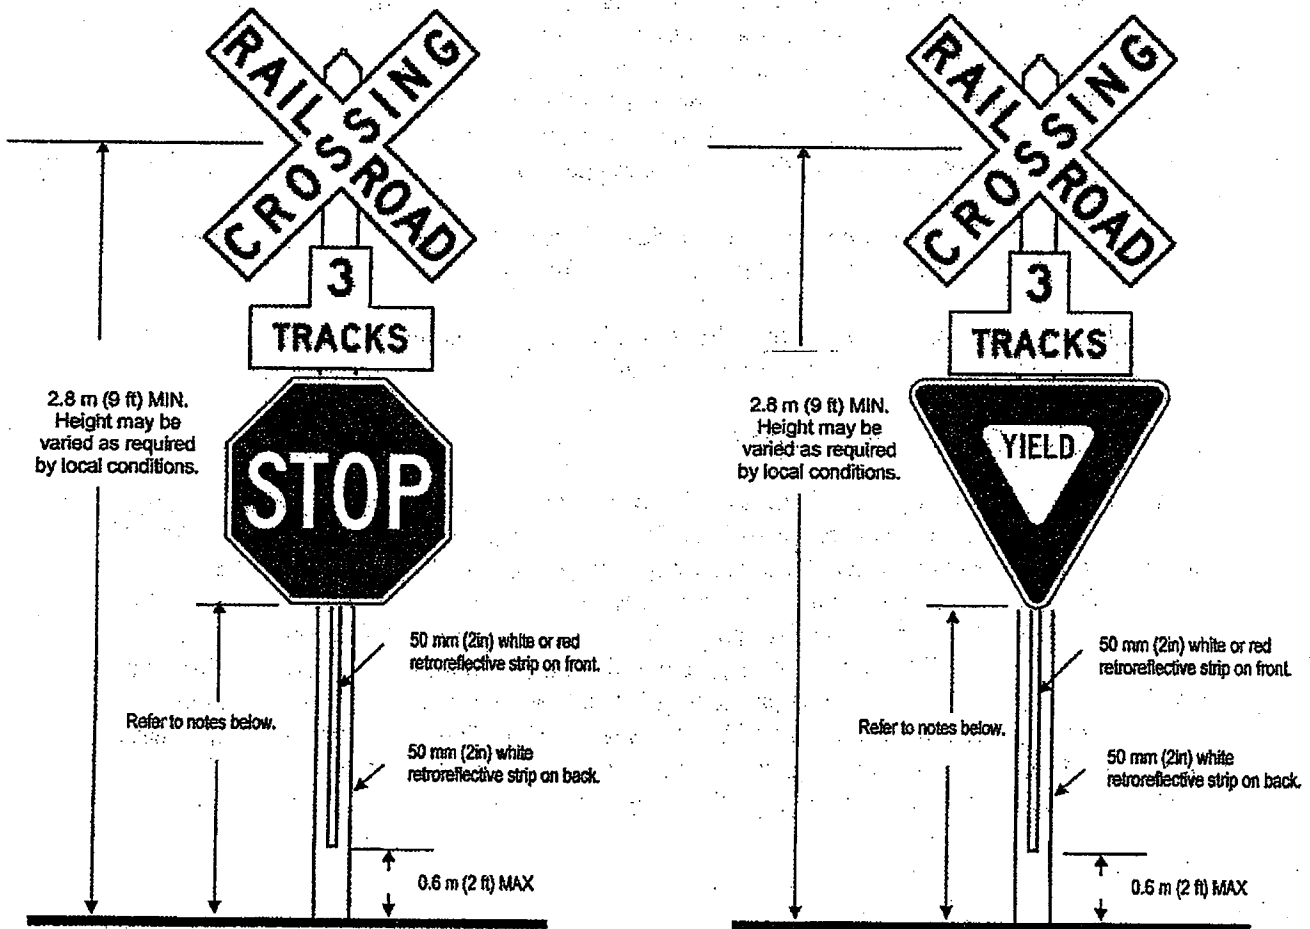 RAILROAD
CROSSING
3
TRACKS
STOP
2.8 m (9 ft) MIN.
Height may be
varied as required
by local conditions.
50 mm (2in) white or red
retroreflective strip on front.
Refer to notes below.
50 mm (2in) white
retroreflective strip on back.
0.6 m (2 ft) MAX
RAILROAD
CROSSING
3
TRACKS
YIELD
2.8 m (9 ft) MIN.
Height may be
varied as required
by local conditions.
50 mm (2in) white or red
retroreflective strip on front.
Refer to notes below.
50 mm (2in) white
retroreflective strip on back.
0.6 m (2 ft) MAX